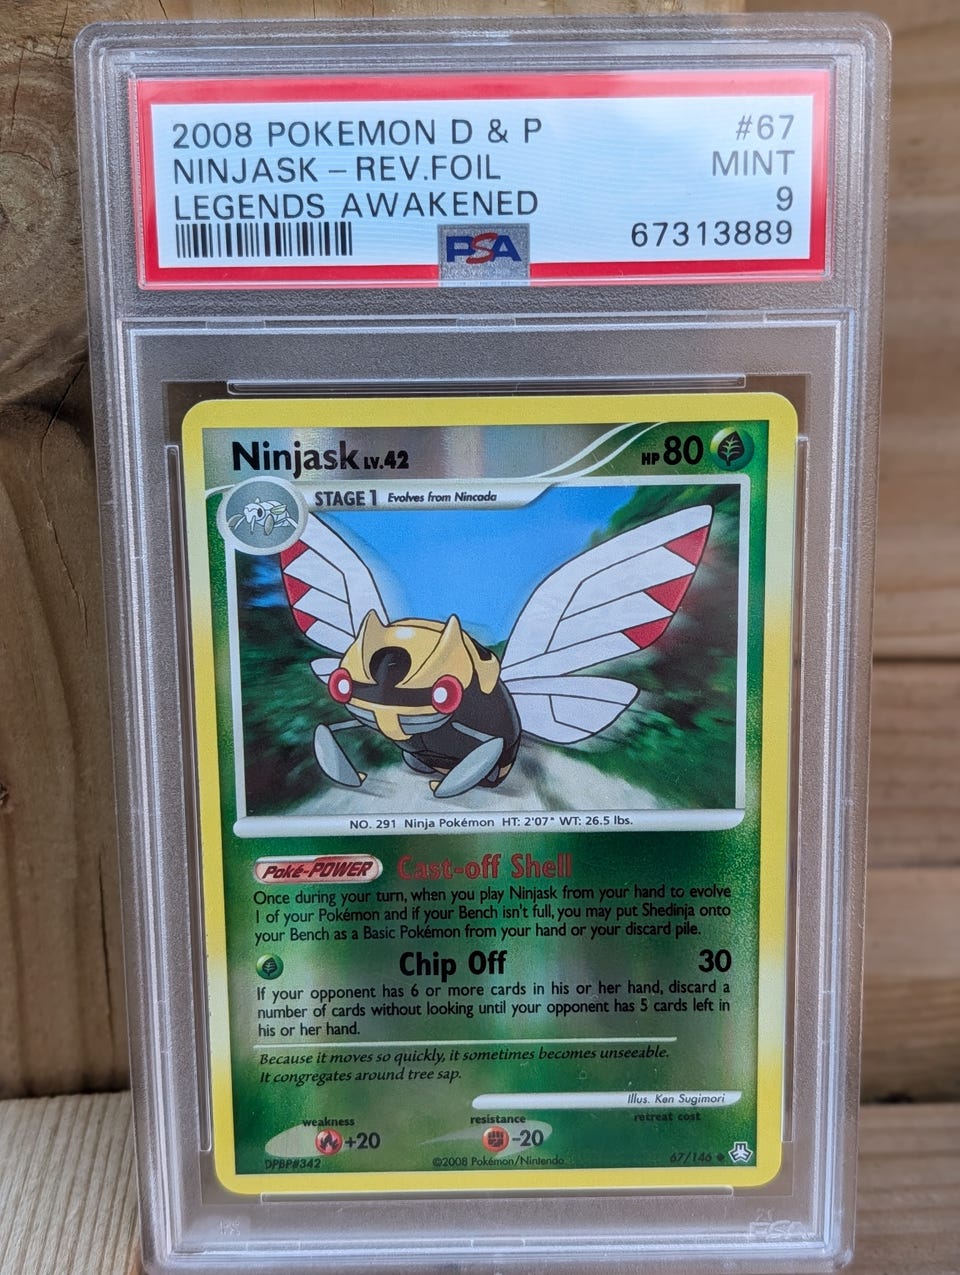 2008 POKEMON D & P #67
NINJASK - REV.FOIL MINT
LEGENDS AWAKENED 9
PSA 67313889
Ninjask LV.42 HP 80
STAGE 1 Evolves from Nincada
NO. 291 Ninja Pokémon HT: 2'07" WT: 26.5 lbs.
Poké-POWER Cast-off Shell
Once during your turn, when you play Ninjask from your hand to evolve
1 of your Pokémon and if your Bench isn't full, you may put Shedinja onto
your Bench as a Basic Pokémon from your hand or your discard pile.
Chip Off 30
If your opponent has 6 or more cards in his or her hand, discard a
number of cards without looking until your opponent has 5 cards left in
his or her hand.
Because it moves so quickly, it sometimes becomes unseeable.
It congregates around tree sap.
Illus. Ken Sugimori
weakness resistance retreat cost
+20 -20
DPBP#342 ©2008 Pokémon/Nintendo 67/146
PSA